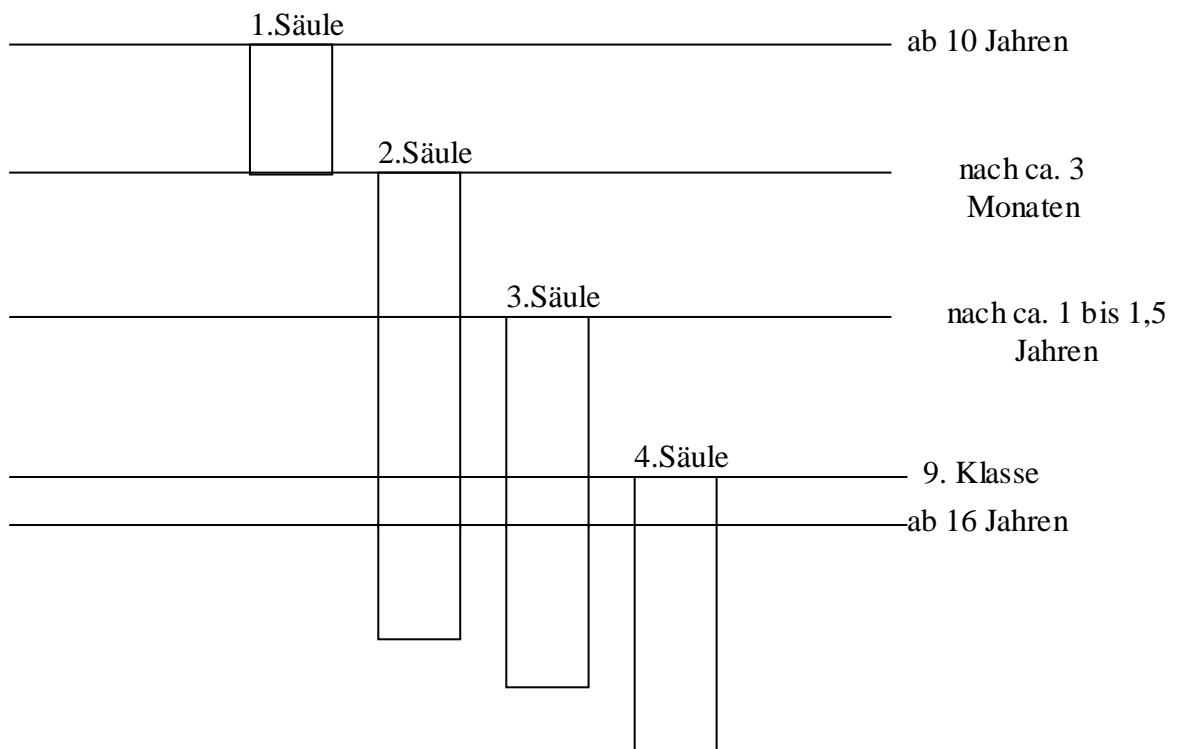 1.Säule
ab 10 Jahren
2.Säule
nach ca. 3
Monaten
3.Säule
nach ca. 1 bis 1,5
Jahren
4.Säule
9. Klasse
ab 16 Jahren